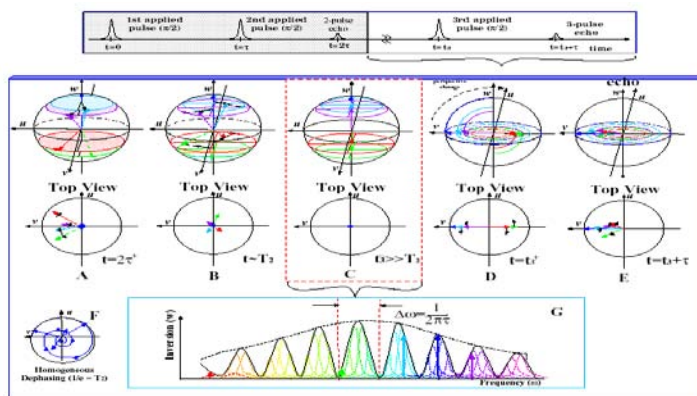 1st applied pulse (π/2)
2nd applied pulse (π/2)
2-pulse echo
3rd applied pulse (π/2)
3-pulse echo
t=0
t=τ
t=2τ
t=t₃
t=t₃+τ
time
w
w
w
w
u
echo
u
u
u
v
v
v
v
v
Top View
Top View
Top View
Top View
Top View
u
u
u
u
u
v
v
v
v
v
t=2τ⁺
t~T₂
t₃>>T₂
t=t₃⁺
t=t₃+τ
A
B
C
D
E
F
u
v
Homogeneous
Dephasing (1/e - T₂)
Δω=1/2πτ
G
Inversion (w)
Frequency (ω)